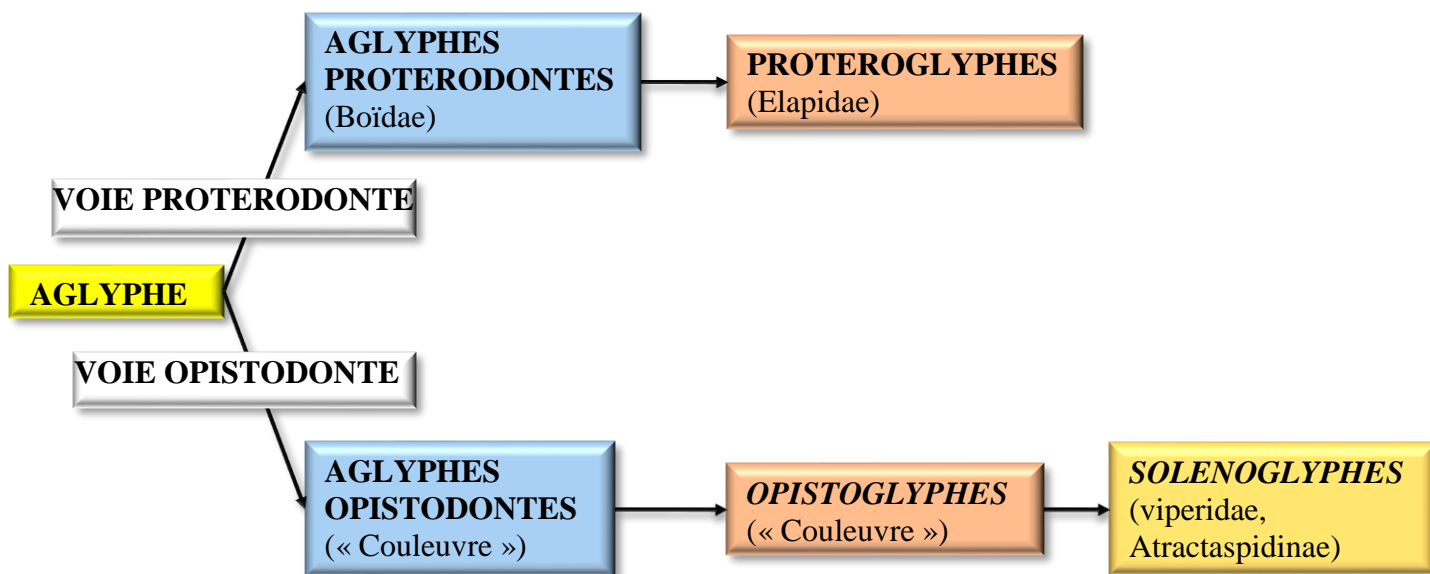 AGLYPHES
PROTERODONTES
(Boïdae)
PROTEROGLYPHES
(Elapidae)
VOIE PROTERODONTE
AGLYPHE
VOIE OPISTODONTE
AGLYPHES
OPISTODONTES
(« Couleuvre »)
OPISTOGLYPHES
(« Couleuvre »)
SOLENOGLYPHES
(viperidae,
Atractaspidinae)